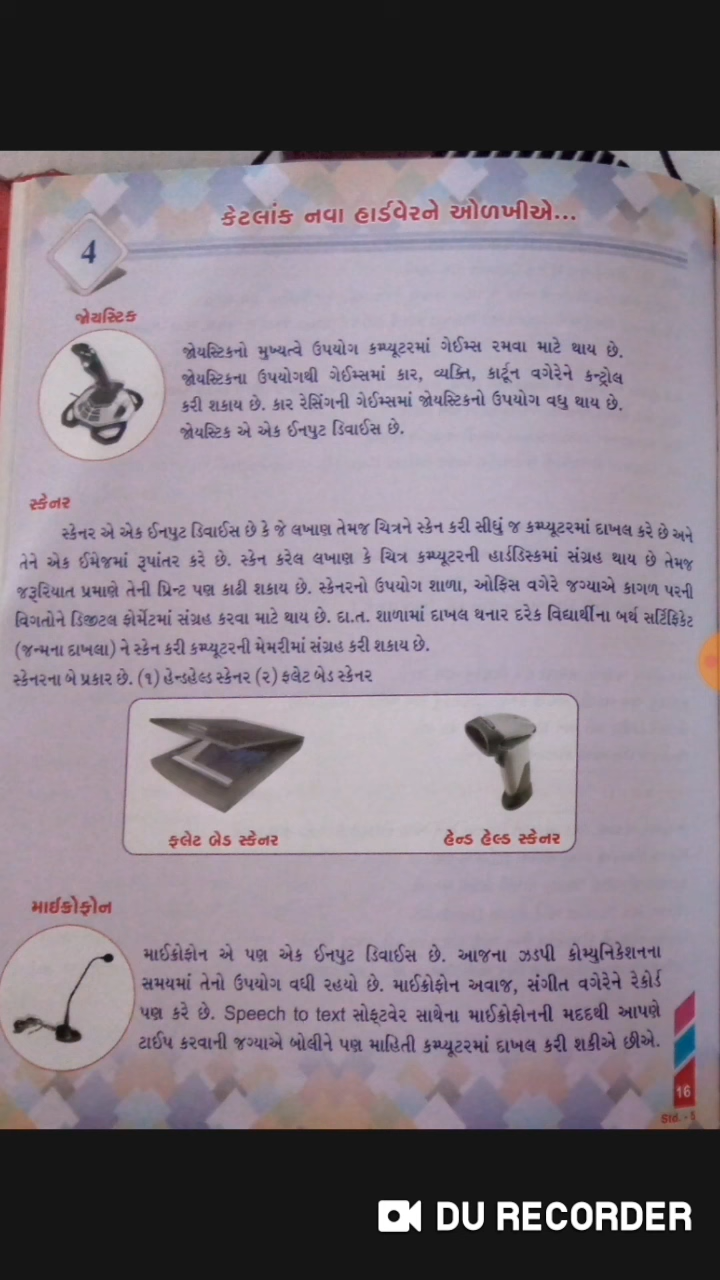 કેટલાંક નવા હાર્ડવેરને ઓળખીએ...
4
જોયસ્ટિક
જોયસ્ટિકનો મુખ્યત્વે ઉપયોગ કમ્પ્યૂટરમાં ગેઈમ્સ રમવા માટે થાય છે.
જોયસ્ટિકના ઉપયોગથી ગેઈમ્સમાં કાર, વ્યક્તિ, કાર્ટૂન વગેરેને કન્ટ્રોલ
કરી શકાય છે. કાર રેસિંગની ગેઈમ્સમાં જોયસ્ટિકનો ઉપયોગ વધુ થાય છે.
જોયસ્ટિક એ એક ઈનપુટ ડિવાઈસ છે.
સ્કેનર
સ્કેનર એ એક ઈનપુટ ડિવાઈસ છે કે જે લખાણ તેમજ ચિત્રને સ્કેન કરી સીધું જ કમ્પ્યૂટરમાં દાખલ કરે છે અને
તેને એક ઈમેજમાં રૂપાંતર કરે છે. સ્કેન કરેલ લખાણ કે ચિત્ર કમ્પ્યૂટરની હાર્ડડિસ્કમાં સંગ્રહ થાય છે તેમજ
જરૂરિયાત પ્રમાણે તેની પ્રિન્ટ પણ કાઢી શકાય છે. સ્કેનરનો ઉપયોગ શાળા, ઓફિસ વગેરે જગ્યાએ કાગળ પરની
વિગતોને ડિજીટલ ફોર્મેટમાં સંગ્રહ કરવા માટે થાય છે. દા.ત. શાળામાં દાખલ થનાર દરેક વિદ્યાર્થીના બર્થ સર્ટિફિકેટ
(જન્મના દાખલા) ને સ્કેન કરી કમ્પ્યૂટરની મેમરીમાં સંગ્રહ કરી શકાય છે.
સ્કેનરના બે પ્રકાર છે. (૧) હેન્ડહેલ્ડ સ્કેનર (૨) ફ્લેટ બેડ સ્કેનર
ફ્લેટ બેડ સ્કેનર
હેન્ડ હેલ્ડ સ્કેનર
માઈક્રોફોન
માઈક્રોફોન એ પણ એક ઈનપુટ ડિવાઈસ છે. આજના ઝડપી કોમ્યુનિકેશનના
સમયમાં તેનો ઉપયોગ વધી રહયો છે. માઈક્રોફોન અવાજ, સંગીત વગેરેને રેકોર્ડ
પણ કરે છે. Speech to text સોફ્ટવેર સાથેના માઈક્રોફોનની મદદથી આપણે
ટાઈપ કરવાની જગ્યાએ બોલીને પણ માહિતી કમ્પ્યૂટરમાં દાખલ કરી શકીએ છીએ.
16
Std. - 5
DU RECORDER